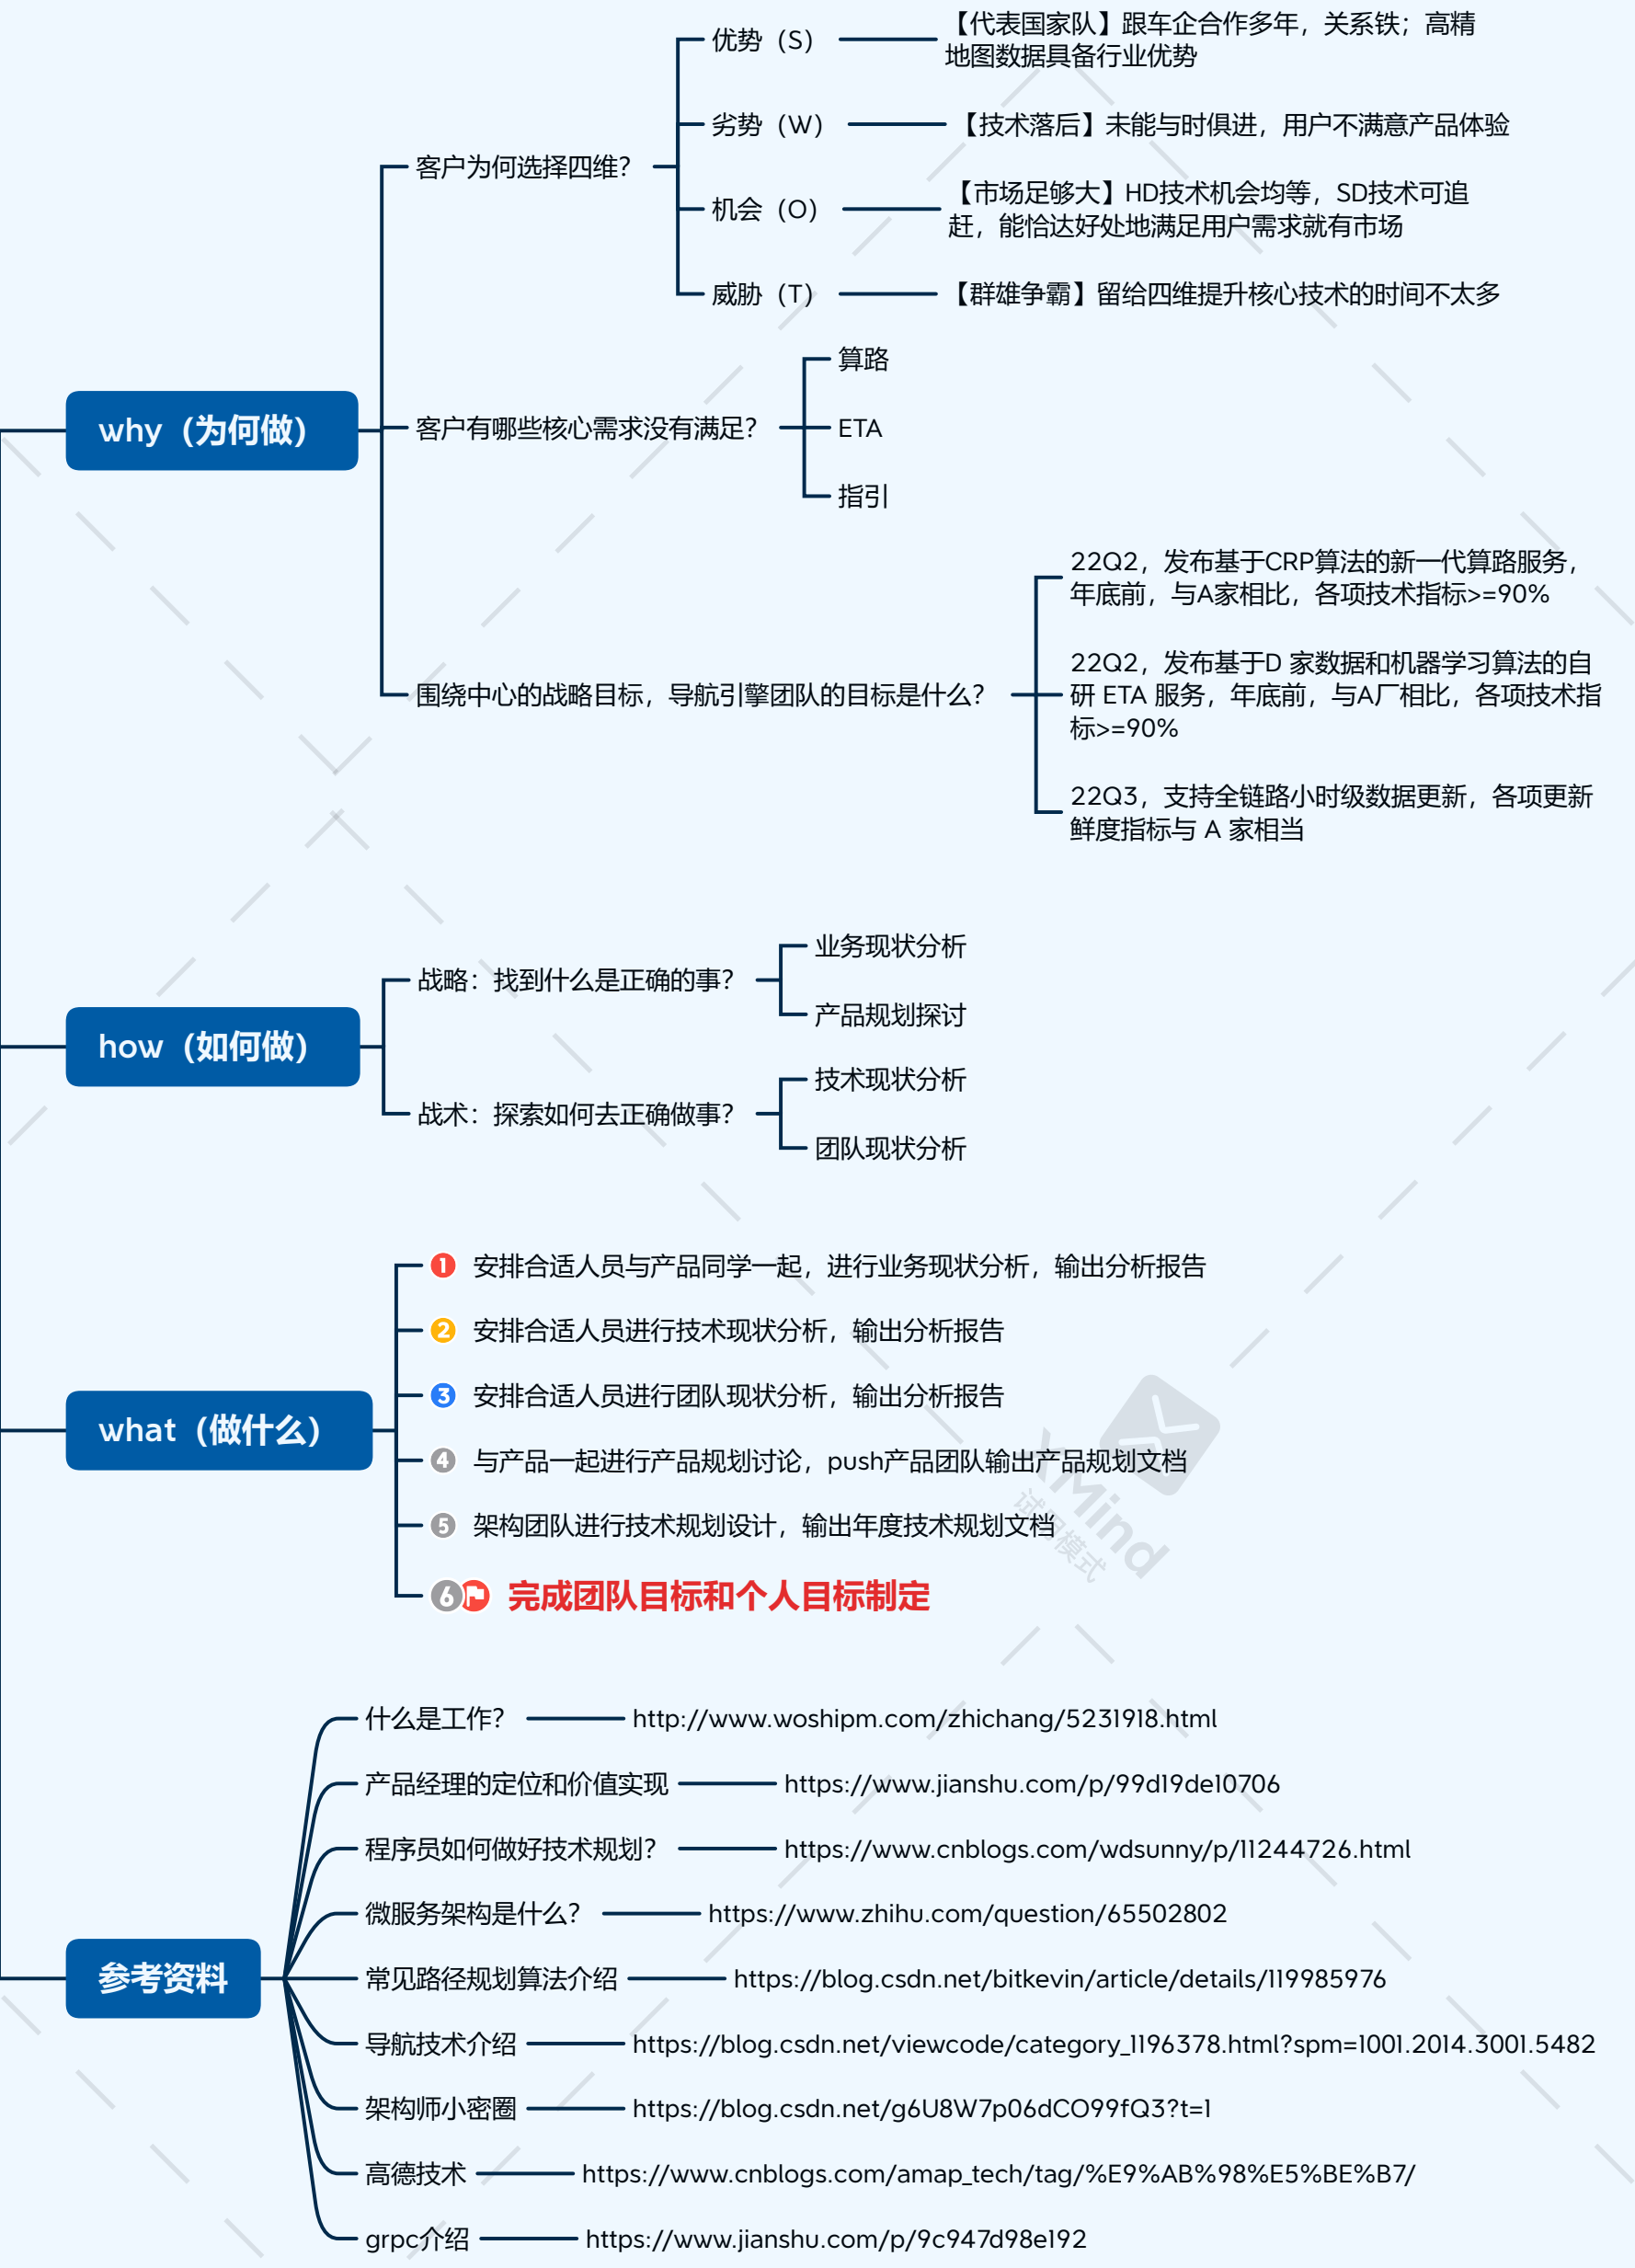 优势（S）
【代表国家队】跟车企合作多年，关系铁；高精
地图数据具备行业优势
劣势（W）
【技术落后】未能与时俱进，用户不满意产品体验
客户为何选择四维？
机会（O）
【市场足够大】HD技术机会均等，SD技术可追
赶，能恰达好处地满足用户需求就有市场
威胁（T）
【群雄争霸】留给四维提升核心技术的时间不太多
why（为何做）
客户有哪些核心需求没有满足？
算路
ETA
指引
围绕中心的战略目标，导航引擎团队的目标是什么？
22Q2，发布基于CRP算法的新一代算路服务，
年底前，与A家相比，各项技术指标>=90%
22Q2，发布基于D 家数据和机器学习算法的自
研 ETA 服务，年底前，与A厂相比，各项技术指
标>=90%
22Q3，支持全链路小时级数据更新，各项更新
鲜度指标与 A 家相当
how（如何做）
战略：找到什么是正确的事？
业务现状分析
产品规划探讨
战术：探索如何去正确做事？
技术现状分析
团队现状分析
what（做什么）
1 安排合适人员与产品同学一起，进行业务现状分析，输出分析报告
2 安排合适人员进行技术现状分析，输出分析报告
3 安排合适人员进行团队现状分析，输出分析报告
4 与产品一起进行产品规划讨论，push产品团队输出产品规划文档
5 架构团队进行技术规划设计，输出年度技术规划文档
6 完成团队目标和个人目标制定
XMind
试用模式
参考资料
什么是工作？ http://www.woshipm.com/zhichang/5231918.html
产品经理的定位和价值实现 https://www.jianshu.com/p/99d19de10706
程序员如何做好技术规划？ https://www.cnblogs.com/wdsunny/p/11244726.html
微服务架构是什么？ https://www.zhihu.com/question/65502802
常见路径规划算法介绍 https://blog.csdn.net/bitkevin/article/details/119985976
导航技术介绍 https://blog.csdn.net/viewcode/category_1196378.html?spm=1001.2014.3001.5482
架构师小密圈 https://blog.csdn.net/g6U8W7p06dCO99fQ3?t=1
高德技术 https://www.cnblogs.com/amap_tech/tag/%E9%AB%98%E5%BE%B7/
grpc介绍 https://www.jianshu.com/p/9c947d98e192